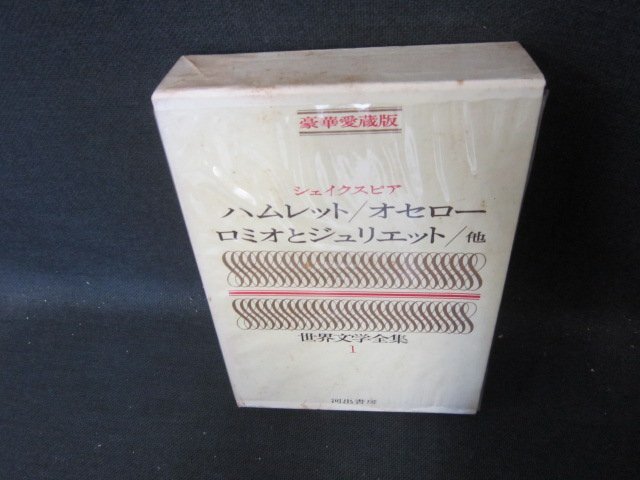 豪華愛蔵版
シェイクスピア
ハムレット/オセロー
ロミオとジュリエット/他
世界文学全集
1
河出書房